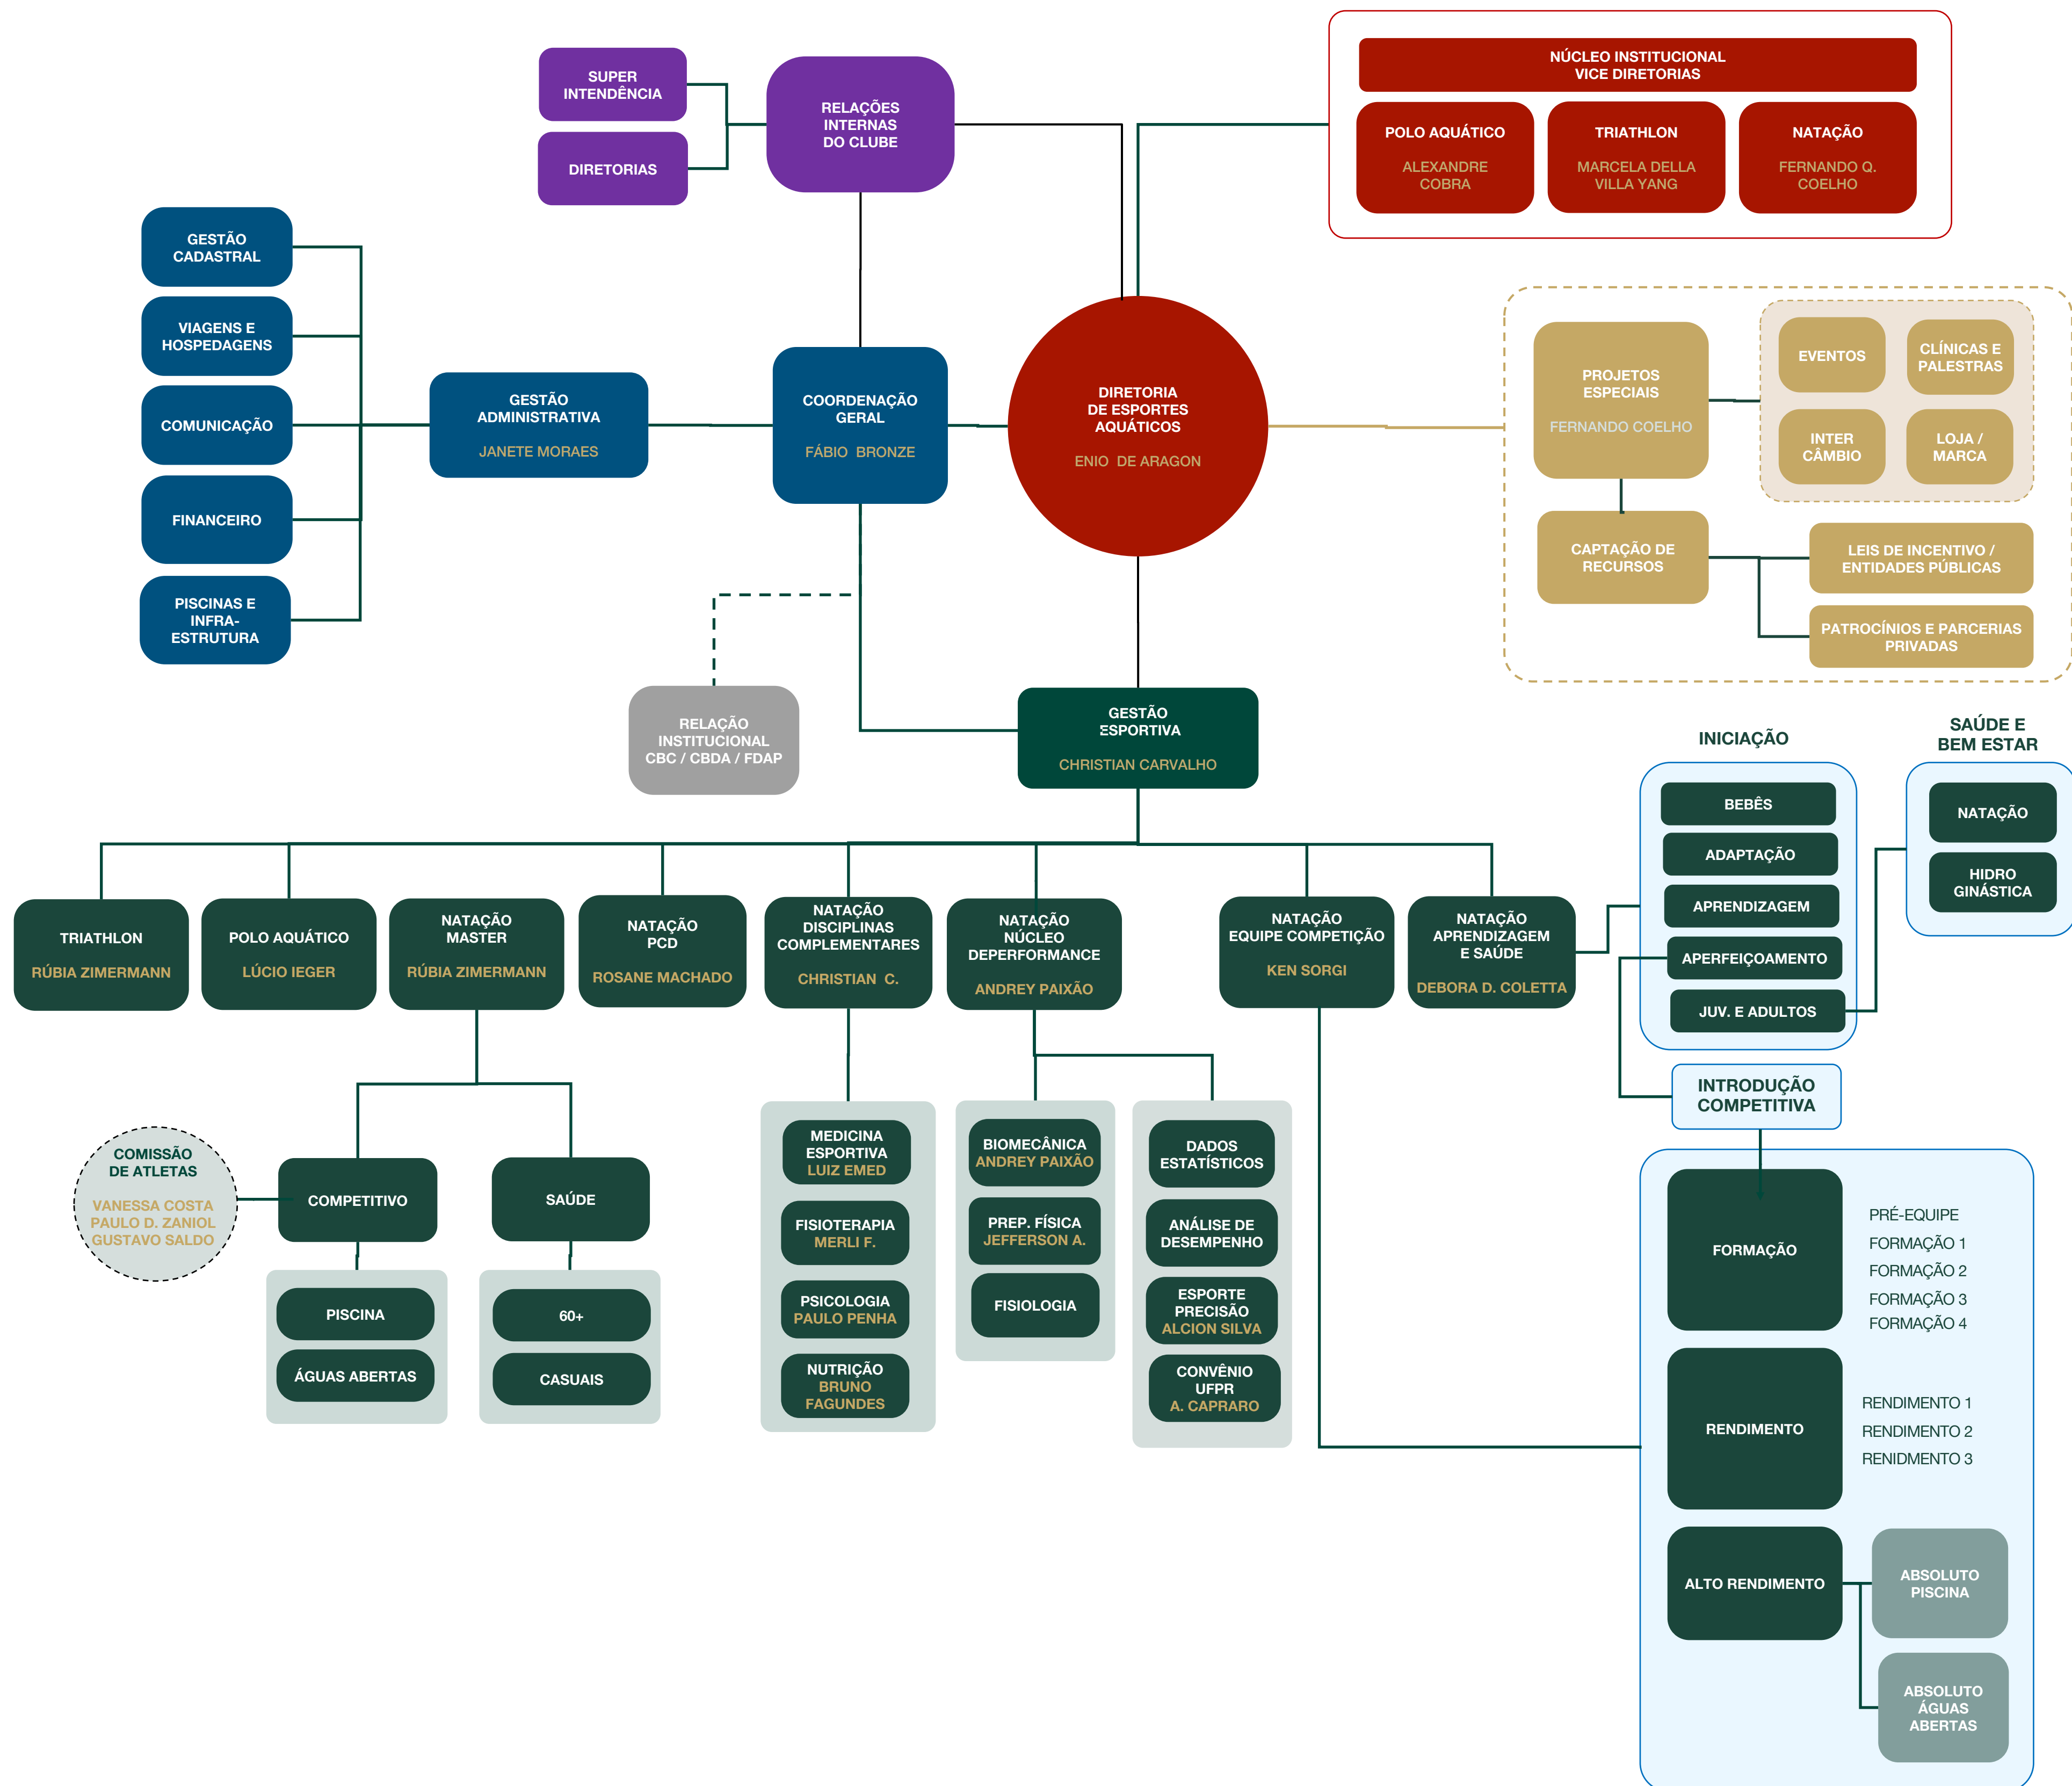 SUPER
INTENDÊNCIA
DIRETORIAS
RELAÇÕES
INTERNAS
DO CLUBE
NÚCLEO INSTITUCIONAL
VICE DIRETORIAS
POLO AQUÁTICO
ALEXANDRE
COBRA
TRIATHLON
MARCELA DELLA
VILLA YANG
NATAÇÃO
FERNANDO Q.
COELHO
GESTÃO
CADASTRAL
VIAGENS E
HOSPEDAGENS
COMUNICAÇÃO
FINANCEIRO
PISCINAS E
INFRA-
ESTRUTURA
GESTÃO
ADMINISTRATIVA
JANETE MORAES
COORDENAÇÃO
GERAL
FÁBIO  BRONZE
DIRETORIA
DE ESPORTES
AQUÁTICOS
ENIO  DE ARAGON
PROJETOS
ESPECIAIS
FERNANDO COELHO
EVENTOS
CLÍNICAS E
PALESTRAS
INTER
CÂMBIO
LOJA /
MARCA
CAPTAÇÃO DE
RECURSOS
LEIS DE INCENTIVO /
ENTIDADES PÚBLICAS
PATROCÍNIOS E PARCERIAS
PRIVADAS
RELAÇÃO
INSTITUCIONAL
CBC / CBDA / FDAP
GESTÃO
ESPORTIVA
CHRISTIAN CARVALHO
INICIAÇÃO
BEBÊS
ADAPTAÇÃO
APRENDIZAGEM
APERFEIÇOAMENTO
JUV. E ADULTOS
SAÚDE E
BEM ESTAR
NATAÇÃO
HIDRO
GINÁSTICA
TRIATHLON
RÚBIA ZIMERMANN
POLO AQUÁTICO
LÚCIO IEGER
NATAÇÃO
MASTER
RÚBIA ZIMERMANN
NATAÇÃO
PCD
ROSANE MACHADO
NATAÇÃO
DISCIPLINAS
COMPLEMENTARES
CHRISTIAN  C.
NATAÇÃO
NÚCLEO
DEPERFORMANCE
ANDREY PAIXÃO
NATAÇÃO
EQUIPE COMPETIÇÃO
KEN SORGI
NATAÇÃO
APRENDIZAGEM
E SAÚDE
DEBORA D. COLETTA
INTRODUÇÃO
COMPETITIVA
COMISSÃO
DE ATLETAS
VANESSA COSTA
PAULO D. ZANIOL
GUSTAVO SALDO
COMPETITIVO
SAÚDE
PISCINA
ÁGUAS ABERTAS
60+
CASUAIS
MEDICINA
ESPORTIVA
LUIZ EMED
FISIOTERAPIA
MERLI F.
PSICOLOGIA
PAULO PENHA
NUTRIÇÃO
BRUNO
FAGUNDES
BIOMECÂNICA
ANDREY PAIXÃO
PREP. FÍSICA
JEFFERSON A.
FISIOLOGIA
DADOS
ESTATÍSTICOS
ANÁLISE DE
DESEMPENHO
ESPORTE
PRECISÃO
ALCION SILVA
CONVÊNIO
UFPR
A. CAPRARO
FORMAÇÃO
PRÉ-EQUIPE
FORMAÇÃO 1
FORMAÇÃO 2
FORMAÇÃO 3
FORMAÇÃO 4
RENDIMENTO
RENDIMENTO 1
RENDIMENTO 2
RENIDMENTO 3
ALTO RENDIMENTO
ABSOLUTO
PISCINA
ABSOLUTO
ÁGUAS
ABERTAS